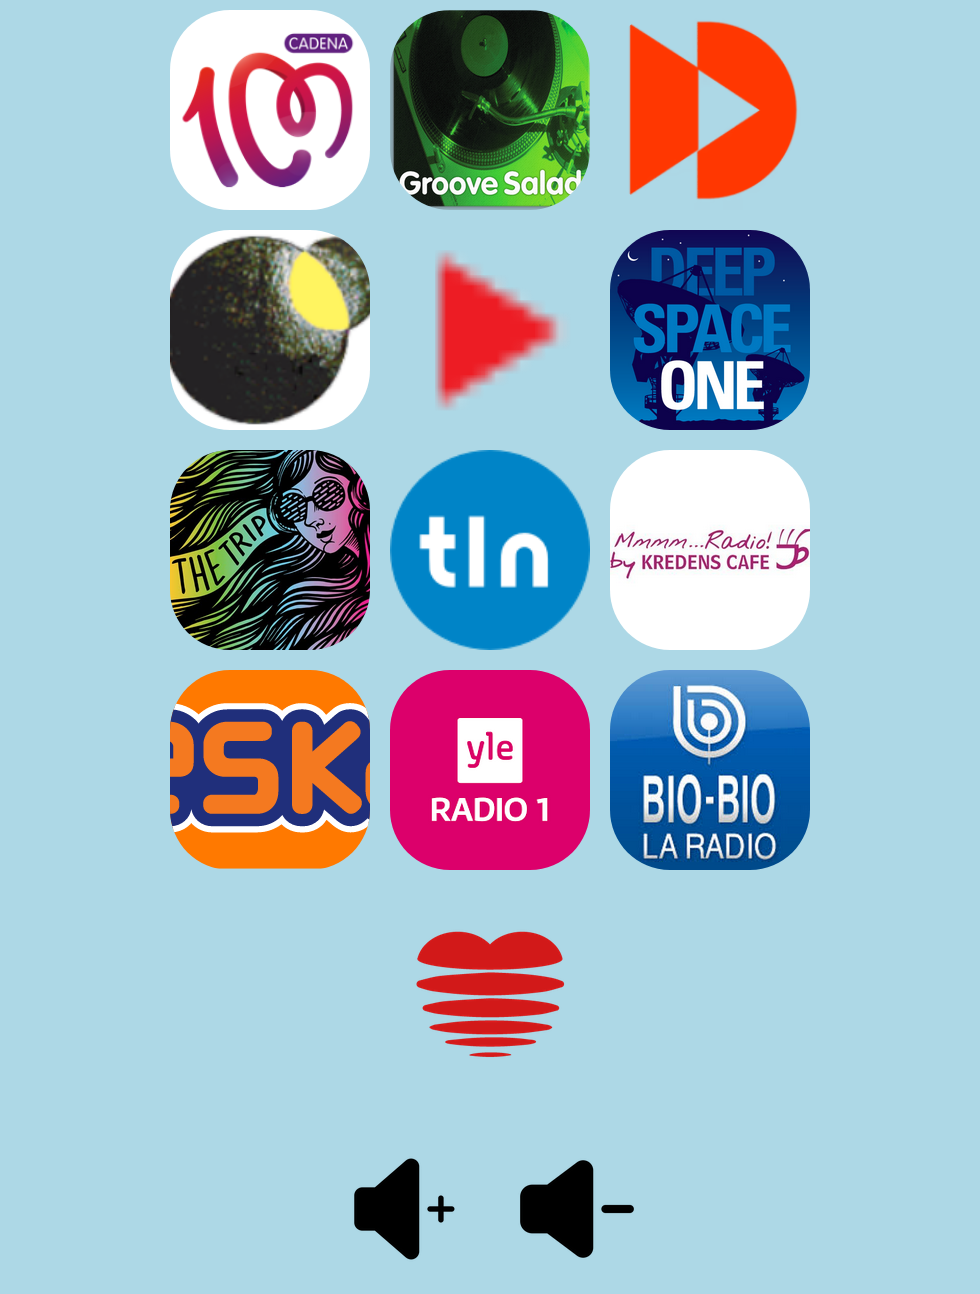 CADENA
100
Groove Salad
DEEP
SPACE
ONE
THE TRIP
tln
Mmmm...Radio!
by KREDENS CAFE
eska
yle
RADIO 1
BIO-BIO
LA RADIO